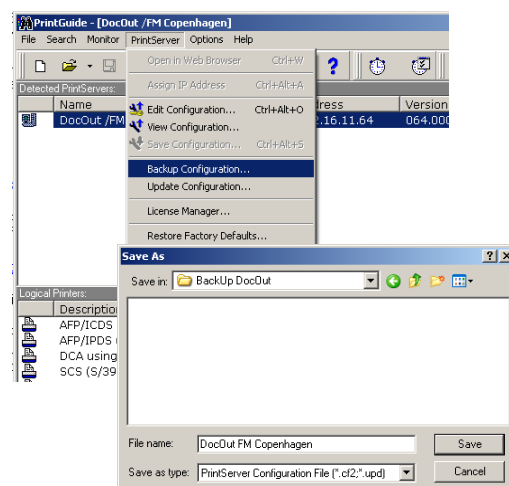 PrintGuide - [DocOut /FM Copenhagen]
File Search Monitor PrintServer Options Help
Open in Web Browser Ctrl+W
Assign IP Address Ctrl+Alt+A
Edit Configuration... Ctrl+Alt+O
View Configuration...
Save Configuration... Ctrl+Alt+S
Backup Configuration...
Update Configuration...
License Manager...
Restore Factory Defaults...
Detected PrintServers:
Name Version
DocOut /FM 2.16.11.64 064.000
Logical Printers:
AFP/ICDS
AFP/IPDS
DCA using
SCS (S/39
Save As
Save in: BackUp DocOut
File name: DocOut FM Copenhagen Save
Save as type: PrintServer Configuration File (*.cf2;*.upd) Cancel